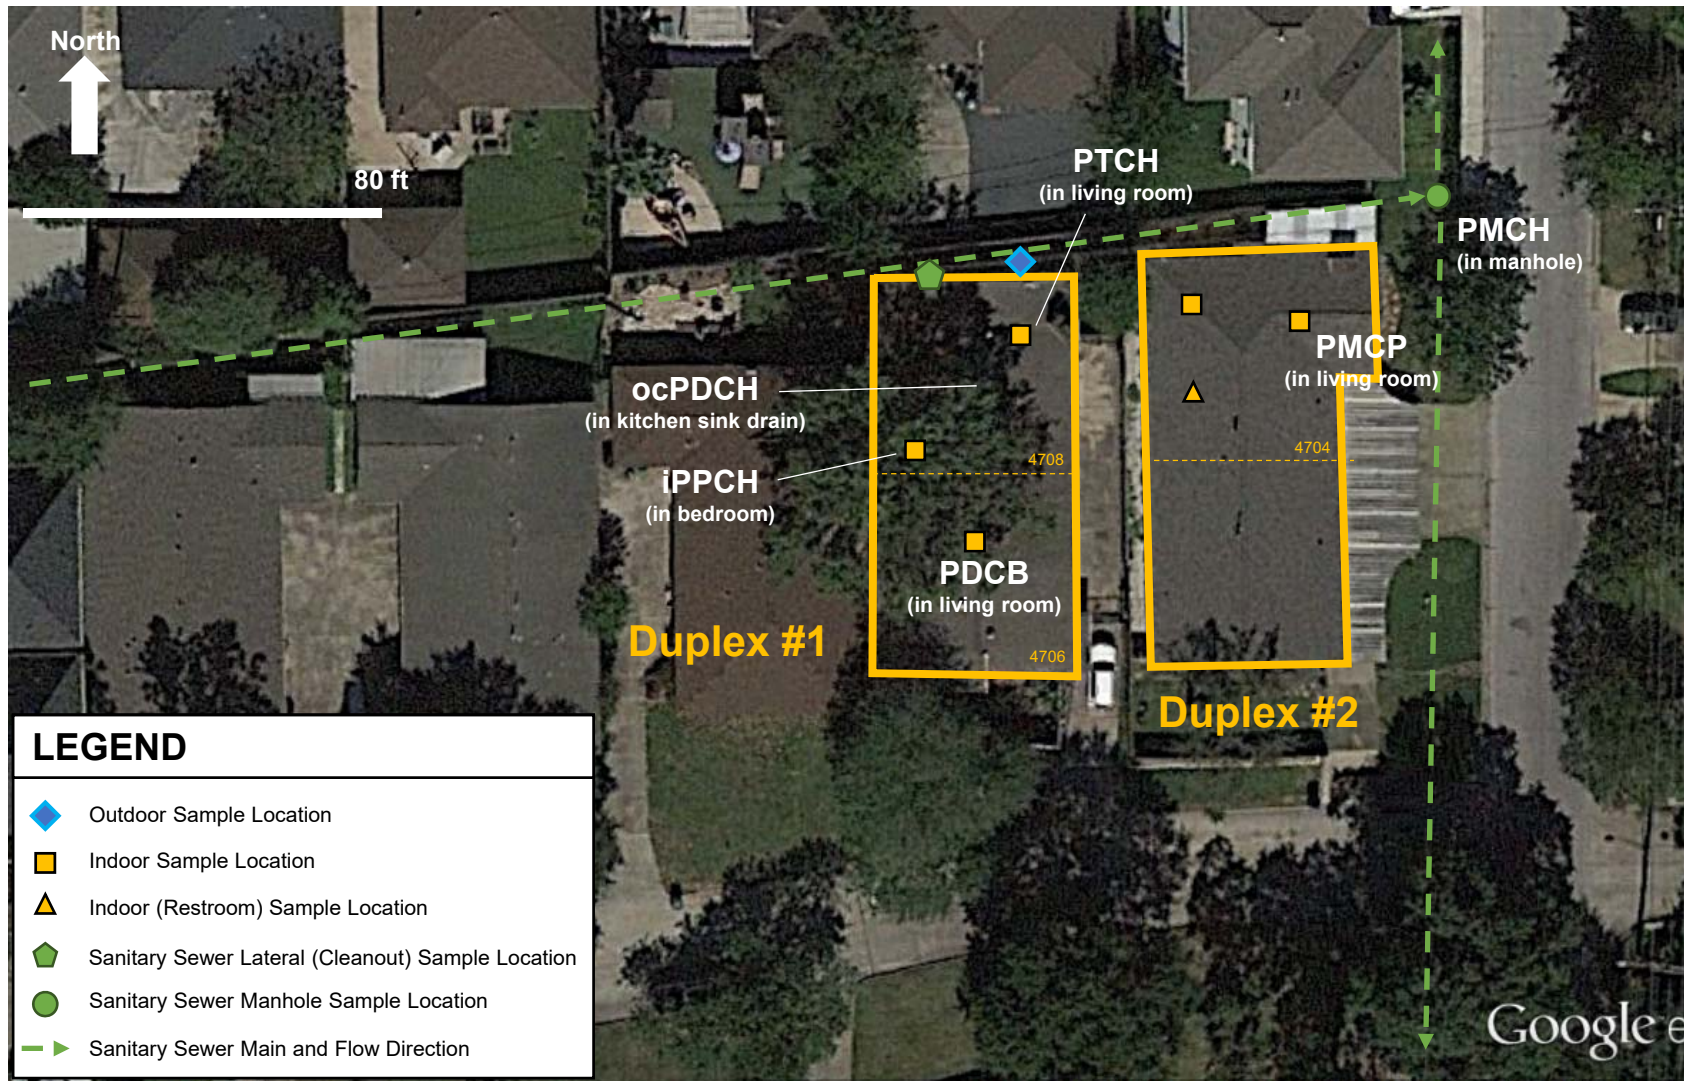 North
80 ft
PTCH
(in living room)
PMCH
(in manhole)
PMCP
(in living room)
ocPDCH
(in kitchen sink drain)
4704
4708
iPPCH
(in bedroom)
PDCB
(in living room)
Duplex #1
4706
Duplex #2
LEGEND
Outdoor Sample Location
Indoor Sample Location
Indoor (Restroom) Sample Location
Sanitary Sewer Lateral (Cleanout) Sample Location
Sanitary Sewer Manhole Sample Location
Sanitary Sewer Main and Flow Direction
Google e